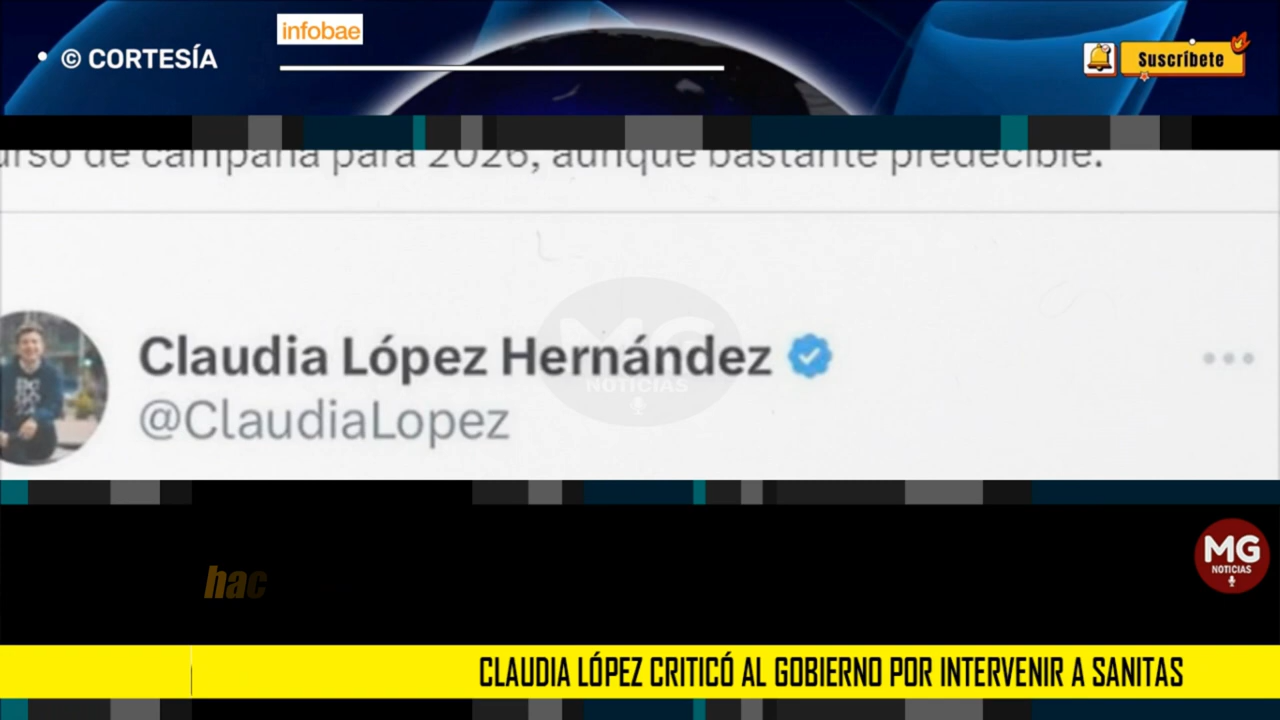 infobae
© CORTESÍA
Suscríbete
urso de campaña para 2026, aunque bastante predecible.
Claudia López Hernández
@ClaudiaLopez
MG
NOTICIAS
hac
MG
NOTICIAS
CLAUDIA LÓPEZ CRITICÓ AL GOBIERNO POR INTERVENIR A SANITAS